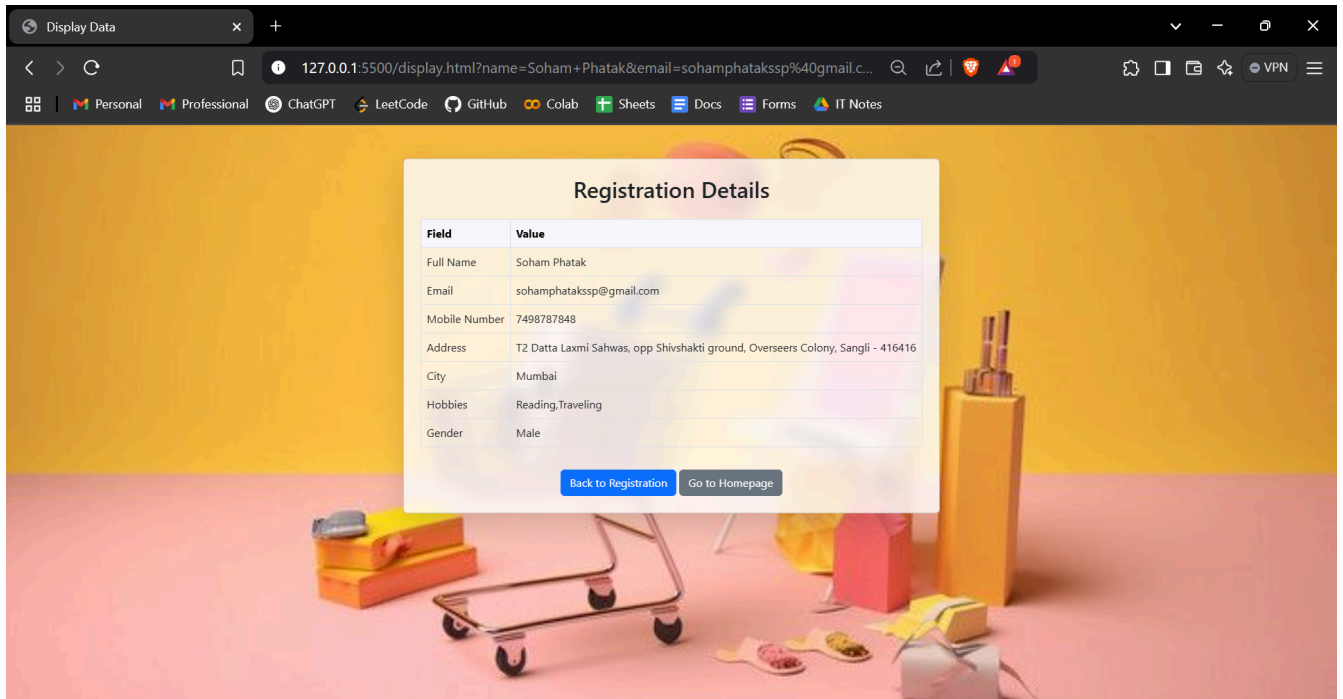 Display Data
127.0.0.1:5500/display.html?name=Soham+Phatak&email=sohamphatakssp%40gmail.c...
1
VPN
Personal Professional ChatGPT LeetCode GitHub Colab Sheets Docs Forms IT Notes
Registration Details
Field Value
Full Name Soham Phatak
Email sohamphatakssp@gmail.com
Mobile Number 7498787848
Address T2 Datta Laxmi Sahwas, opp Shivshakti ground, Overseers Colony, Sangli - 416416
City Mumbai
Hobbies Reading,Traveling
Gender Male
Back to Registration Go to Homepage